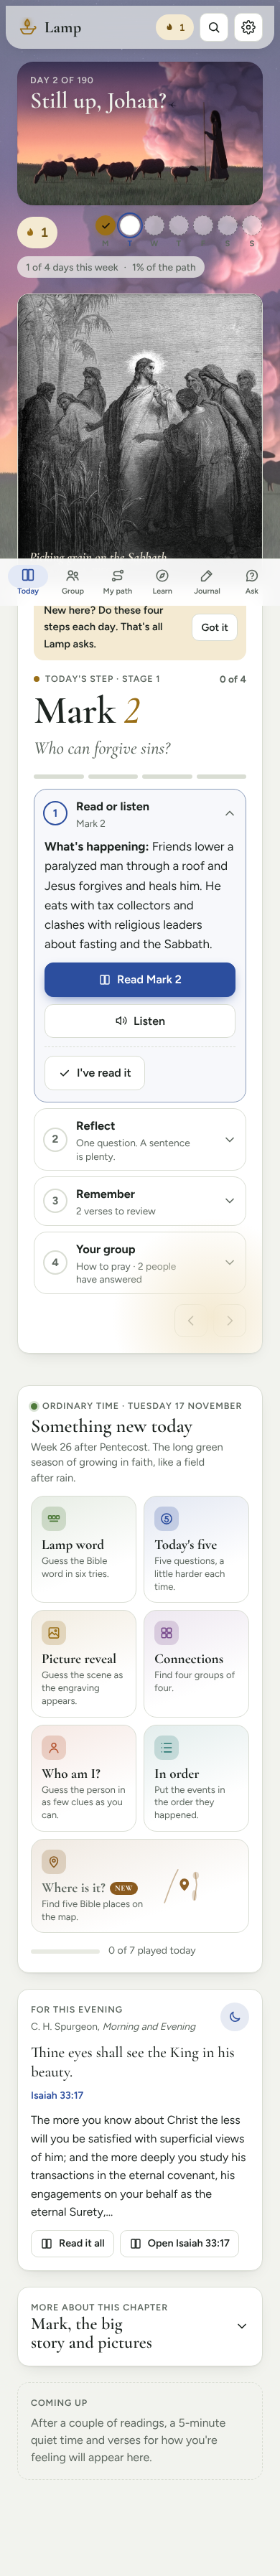 Lamp
1
DAY 2 OF 190
Still up, Johan?
1
M T W T F S S
1 of 4 days this week · 1% of the path
Picking grain on the Sabbath
Today
Group
My path
Learn
Journal
Ask
New here? Do these four
steps each day. That's all
Lamp asks.
Got it
TODAY'S STEP · STAGE 1
0 of 4
Mark 2
Who can forgive sins?
1
Read or listen
Mark 2
What's happening: Friends lower a
paralyzed man through a roof and
Jesus forgives and heals him. He
eats with tax collectors and
clashes with religious leaders
about fasting and the Sabbath.
Read Mark 2
Listen
I've read it
2
Reflect
One question. A sentence
is plenty.
3
Remember
2 verses to review
4
Your group
How to pray · 2 people
have answered
ORDINARY TIME · TUESDAY 17 NOVEMBER
Something new today
Week 26 after Pentecost. The long green
season of growing in faith, like a field
after rain.
Lamp word
Guess the Bible
word in six tries.
5
Today's five
Five questions, a
little harder each
time.
Picture reveal
Guess the scene as
the engraving
appears.
Connections
Find four groups of
four.
Who am I?
Guess the person in
as few clues as you
can.
In order
Put the events in
the order they
happened.
Where is it? NEW
Find five Bible places on
the map.
0 of 7 played today
FOR THIS EVENING
C. H. Spurgeon, Morning and Evening
Thine eyes shall see the King in his
beauty.
Isaiah 33:17
The more you know about Christ the less
will you be satisfied with superficial views
of him; and the more deeply you study his
transactions in the eternal covenant, his
engagements on your behalf as the
eternal Surety,…
Read it all
Open Isaiah 33:17
MORE ABOUT THIS CHAPTER
Mark, the big
story and pictures
COMING UP
After a couple of readings, a 5-minute
quiet time and verses for how you're
feeling will appear here.